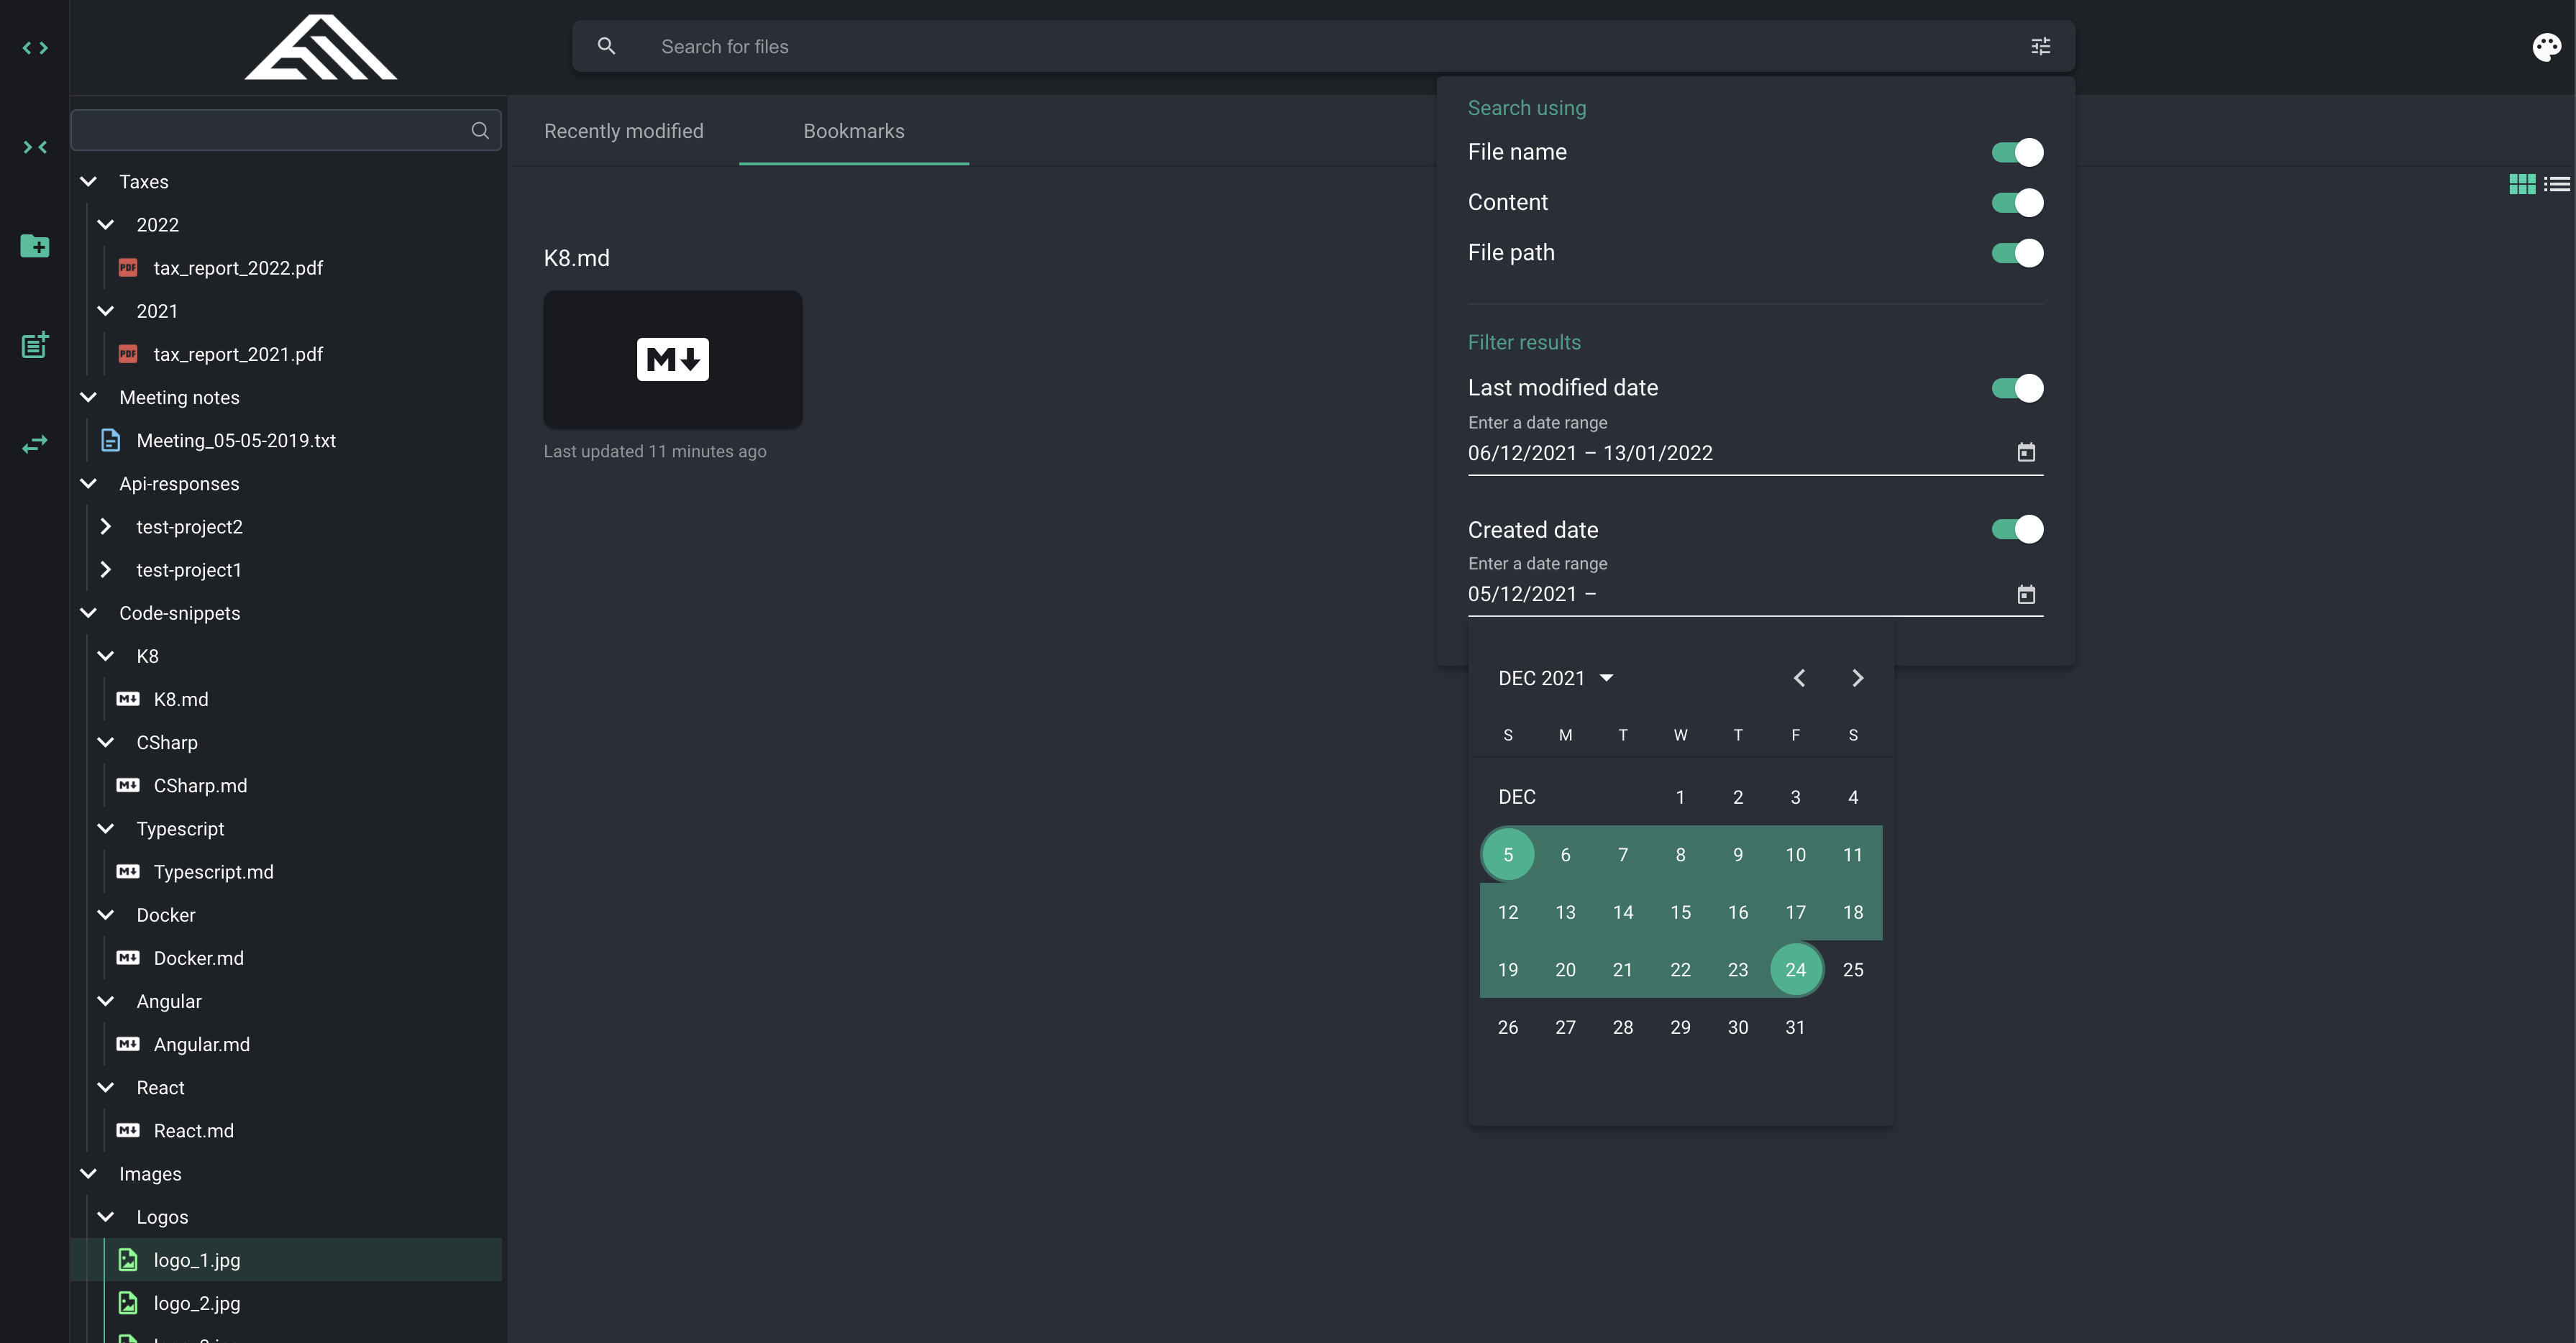 Search for files
Taxes
2022
PDF tax_report_2022.pdf
2021
PDF tax_report_2021.pdf
Meeting notes
Meeting_05-05-2019.txt
Api-responses
test-project2
test-project1
Code-snippets
K8
M K8.md
CSharp
M CSharp.md
Typescript
M Typescript.md
Docker
M Docker.md
Angular
M Angular.md
React
M React.md
Images
Logos
logo_1.jpg
logo_2.jpg
Recently modified Bookmarks
K8.md
M
Last updated 11 minutes ago
Search using
File name
Content
File path
Filter results
Last modified date
Enter a date range
06/12/2021 – 13/01/2022
Created date
Enter a date range
05/12/2021 –
DEC 2021
S M T W T F S
DEC 1 2 3 4
5 6 7 8 9 10 11
12 13 14 15 16 17 18
19 20 21 22 23 24 25
26 27 28 29 30 31